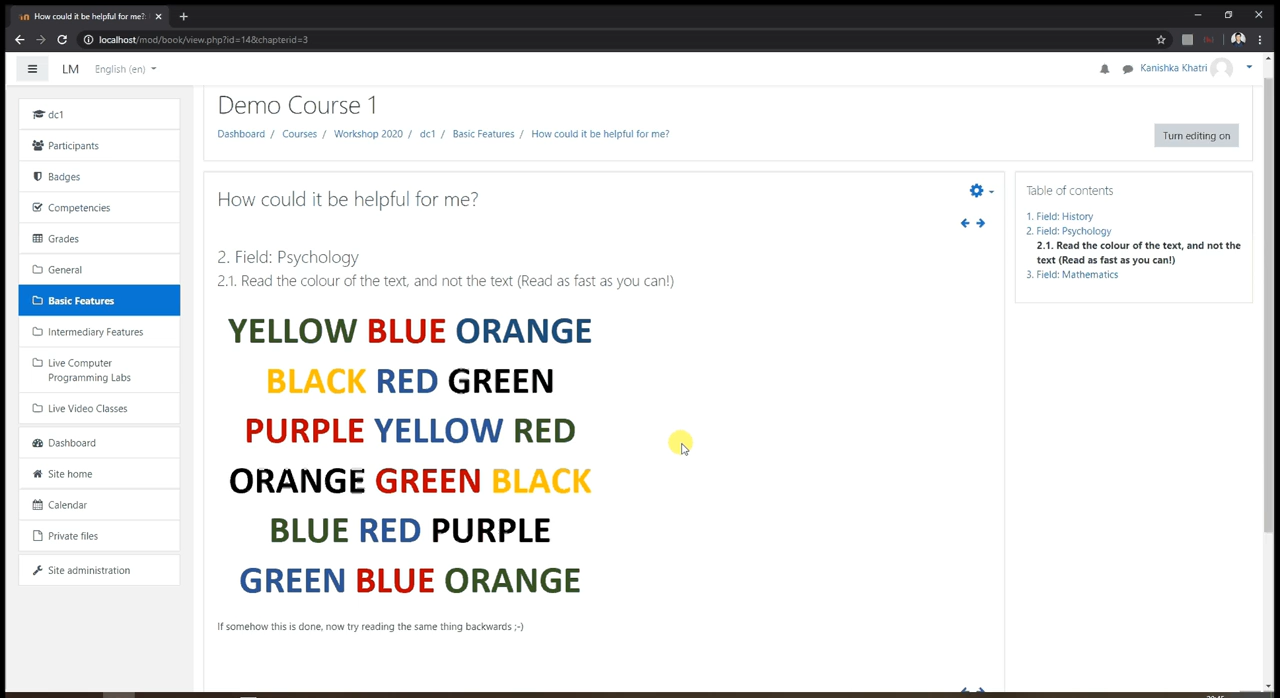 How could it be helpful for me?
localhost/mod/book/view.php?id=14&chapterid=3
LM English (en)
Kanishka Khatri
dc1
Participants
Badges
Competencies
Grades
General
Basic Features
Intermediary Features
Live Computer
Programming Labs
Live Video Classes
Dashboard
Site home
Calendar
Private files
Site administration
Demo Course 1
Dashboard / Courses / Workshop 2020 / dc1 / Basic Features / How could it be helpful for me?
Turn editing on
How could it be helpful for me?
2. Field: Psychology
2.1. Read the colour of the text, and not the text (Read as fast as you can!)
YELLOW BLUE ORANGE
BLACK RED GREEN
PURPLE YELLOW RED
ORANGE GREEN BLACK
BLUE RED PURPLE
GREEN BLUE ORANGE
If somehow this is done, now try reading the same thing backwards ;-)
Table of contents
1. Field: History
2. Field: Psychology
2.1. Read the colour of the text, and not the
text (Read as fast as you can!)
3. Field: Mathematics